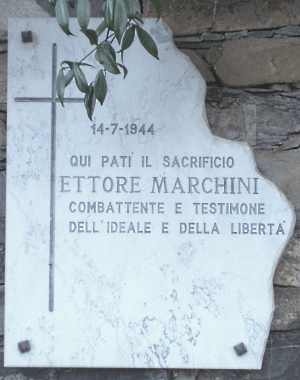 14-7-1944
QUI PATÌ IL SACRIFICIO
ETTORE MARCHINI
COMBATTENTE E TESTIMONE
DELL'IDEALE E DELLA LIBERTÀ